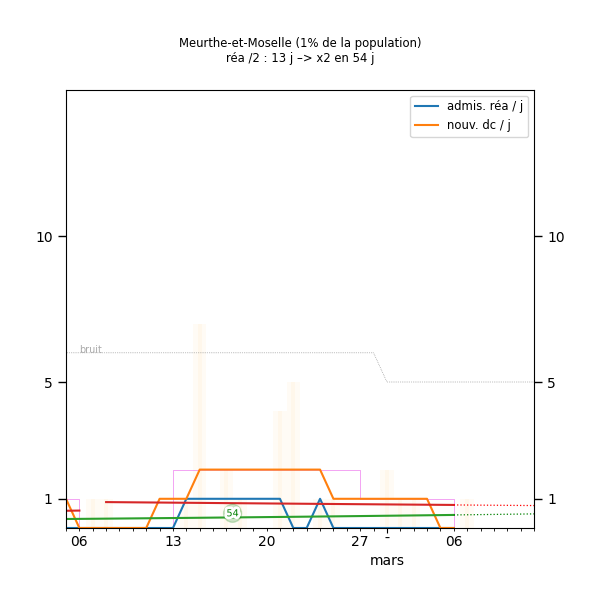 Meurthe-et-Moselle (1% de la population)
réa /2 : 13 j –> x2 en 54 j
admis. réa / j
nouv. dc / j
10 10
bruit
5 5
54
1 1
06 13 20 27 - 06
mars